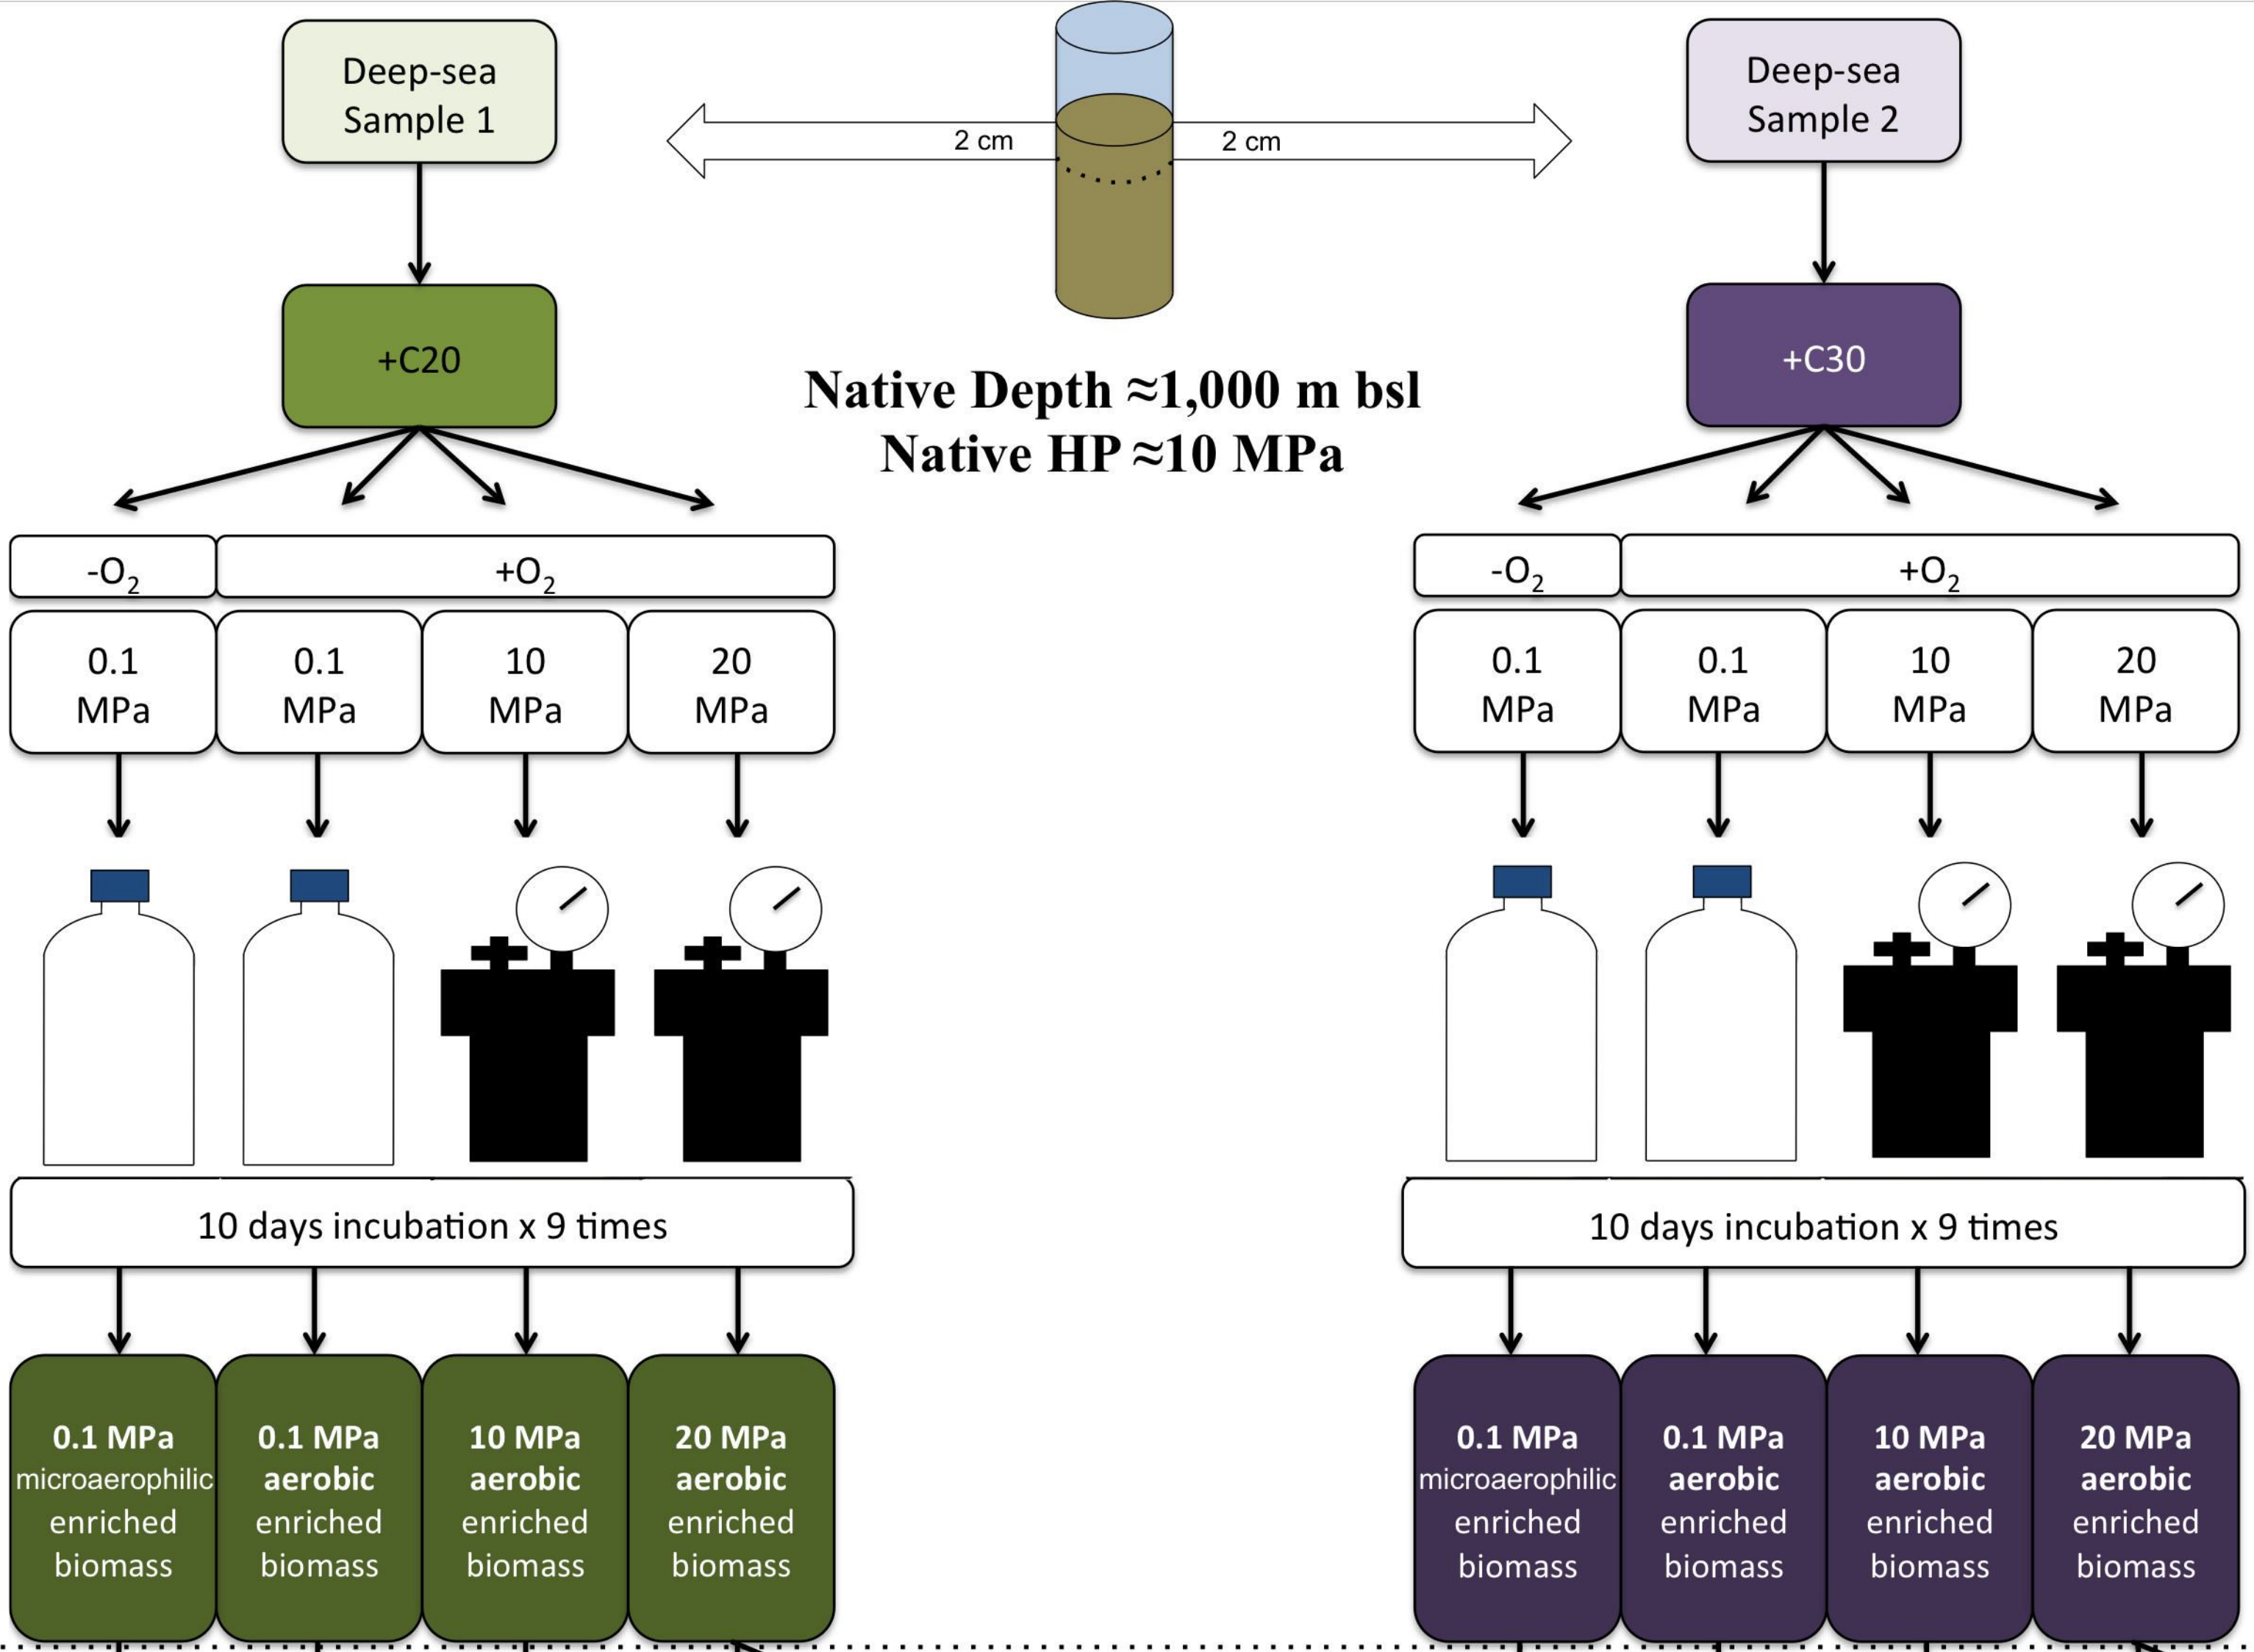 Deep-sea
Sample 1
2 cm
2 cm
Deep-sea
Sample 2
+C20
+C30
Native Depth ≈1,000 m bsl
Native HP ≈10 MPa
-O2
+O2
0.1
MPa
0.1
MPa
10
MPa
20
MPa
10 days incubation x 9 times
0.1 MPa
microaerophilic
enriched
biomass
0.1 MPa
aerobic
enriched
biomass
10 MPa
aerobic
enriched
biomass
20 MPa
aerobic
enriched
biomass
-O2
+O2
0.1
MPa
0.1
MPa
10
MPa
20
MPa
10 days incubation x 9 times
0.1 MPa
microaerophilic
enriched
biomass
0.1 MPa
aerobic
enriched
biomass
10 MPa
aerobic
enriched
biomass
20 MPa
aerobic
enriched
biomass